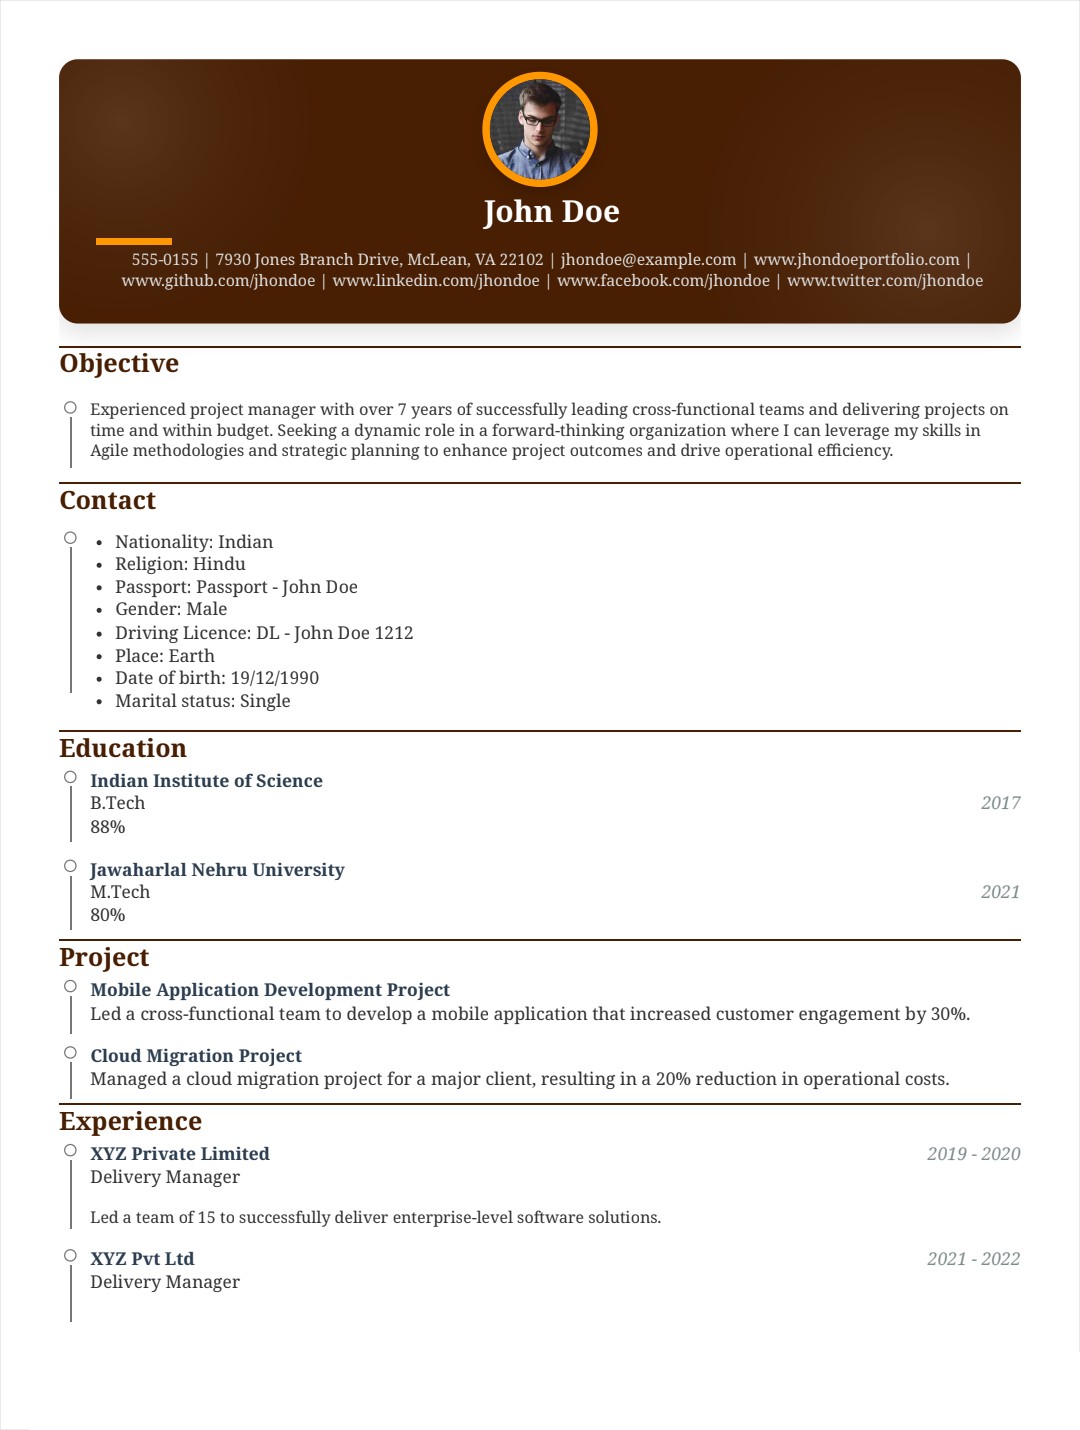 John Doe
555-0155 | 7930 Jones Branch Drive, McLean, VA 22102 | jhondoe@example.com | www.jhondoeportfolio.com |
www.github.com/jhondoe | www.linkedin.com/jhondoe | www.facebook.com/jhondoe | www.twitter.com/jhondoe
Objective
Experienced project manager with over 7 years of successfully leading cross-functional teams and delivering projects on
time and within budget. Seeking a dynamic role in a forward-thinking organization where I can leverage my skills in
Agile methodologies and strategic planning to enhance project outcomes and drive operational efficiency.
Contact
• Nationality: Indian
• Religion: Hindu
• Passport: Passport - John Doe
• Gender: Male
• Driving Licence: DL - John Doe 1212
• Place: Earth
• Date of birth: 19/12/1990
• Marital status: Single
Education
Indian Institute of Science
B.Tech 2017
88%
Jawaharlal Nehru University
M.Tech 2021
80%
Project
Mobile Application Development Project
Led a cross-functional team to develop a mobile application that increased customer engagement by 30%.
Cloud Migration Project
Managed a cloud migration project for a major client, resulting in a 20% reduction in operational costs.
Experience
XYZ Private Limited 2019 - 2020
Delivery Manager
Led a team of 15 to successfully deliver enterprise-level software solutions.
XYZ Pvt Ltd 2021 - 2022
Delivery Manager